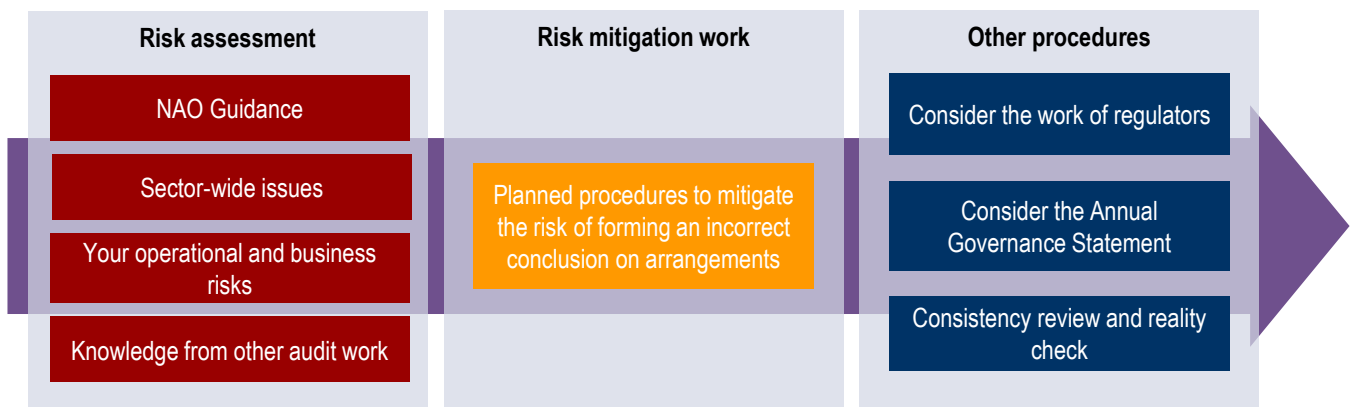 Risk assessment
NAO Guidance
Sector-wide issues
Your operational and business
risks
Knowledge from other audit work
Risk mitigation work
Planned procedures to mitigate
the risk of forming an incorrect
conclusion on arrangements
Other procedures
Consider the work of regulators
Consider the Annual
Governance Statement
Consistency review and reality
check